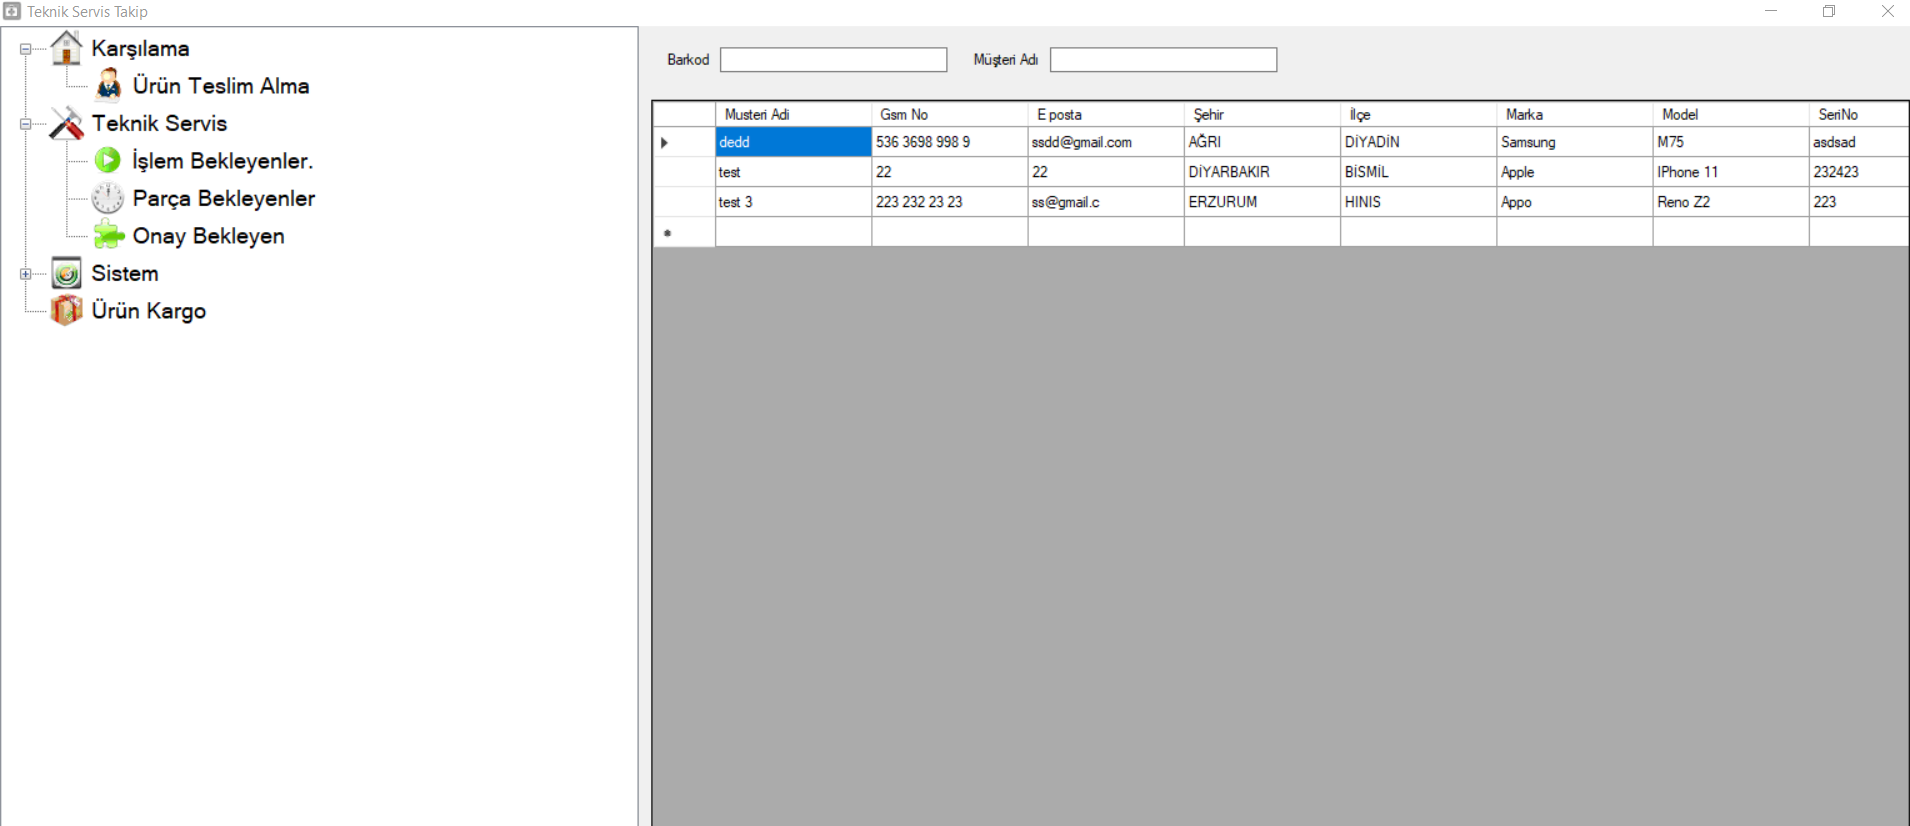 Teknik Servis Takip
Karşılama
Ürün Teslim Alma
Teknik Servis
İşlem Bekleyenler.
Parça Bekleyenler
Onay Bekleyen
Sistem
Ürün Kargo
Barkod Müşteri Adı
Musteri Adi Gsm No E posta Şehir İlçe Marka Model SeriNo
dedd 536 3698 998 9 ssdd@gmail.com AĞRI DİYADİN Samsung M75 asdsad
test 22 22 DİYARBAKIR BİSMİL Apple IPhone 11 232423
test 3 223 232 23 23 ss@gmail.c ERZURUM HINIS Appo Reno Z2 223